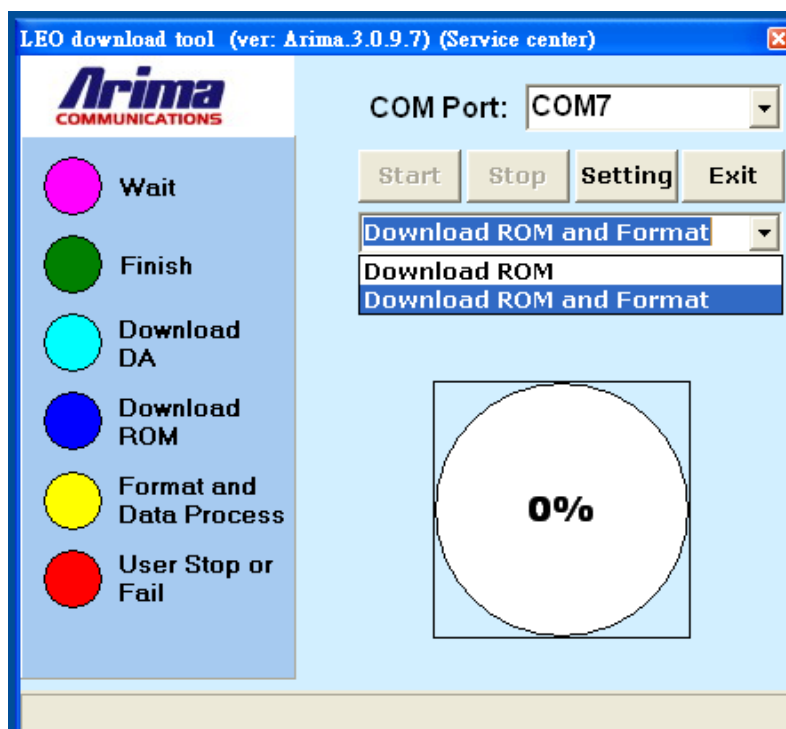 LEO download tool (ver: Arima.3.0.9.7) (Service center)
Arima
COMMUNICATIONS
COM Port: COM7
Start Stop Setting Exit
Download ROM and Format
Download ROM
Download ROM and Format
Wait
Finish
Download
DA
Download
ROM
Format and
Data Process
User Stop or
Fail
0%